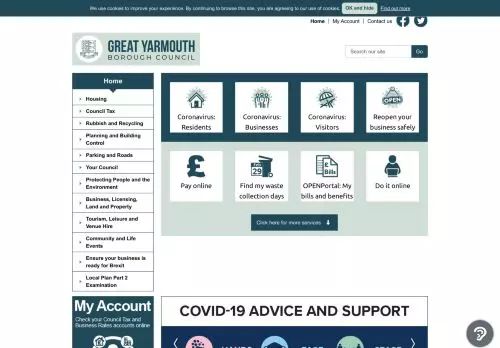 We use cookies to improve your experience. By continuing to browse this site, you are agreeing to our use of cookies. OK and hide Find out more
Home | My Account | Contact us
GREAT YARMOUTH
BOROUGH COUNCIL
Search our site Go
Home
Housing
Council Tax
Rubbish and Recycling
Planning and Building
Control
Parking and Roads
Your Council
Protecting People and the
Environment
Business, Licensing,
Land and Property
Tourism, Leisure and
Venue Hire
Community and Life
Events
Ensure your business is
ready for Brexit
Local Plan Part 2
Examination
Coronavirus:
Residents
Coronavirus:
Businesses
Coronavirus:
Visitors
OPEN
Reopen your
business safely
£
Pay online
29
Find my waste
collection days
£
Bills
OPENPortal: My
bills and benefits
Do it online
Click here for more services
My Account
Check your Council Tax and
Business Rates accounts online
COVID-19 ADVICE AND SUPPORT
HANDS FACE SPACE